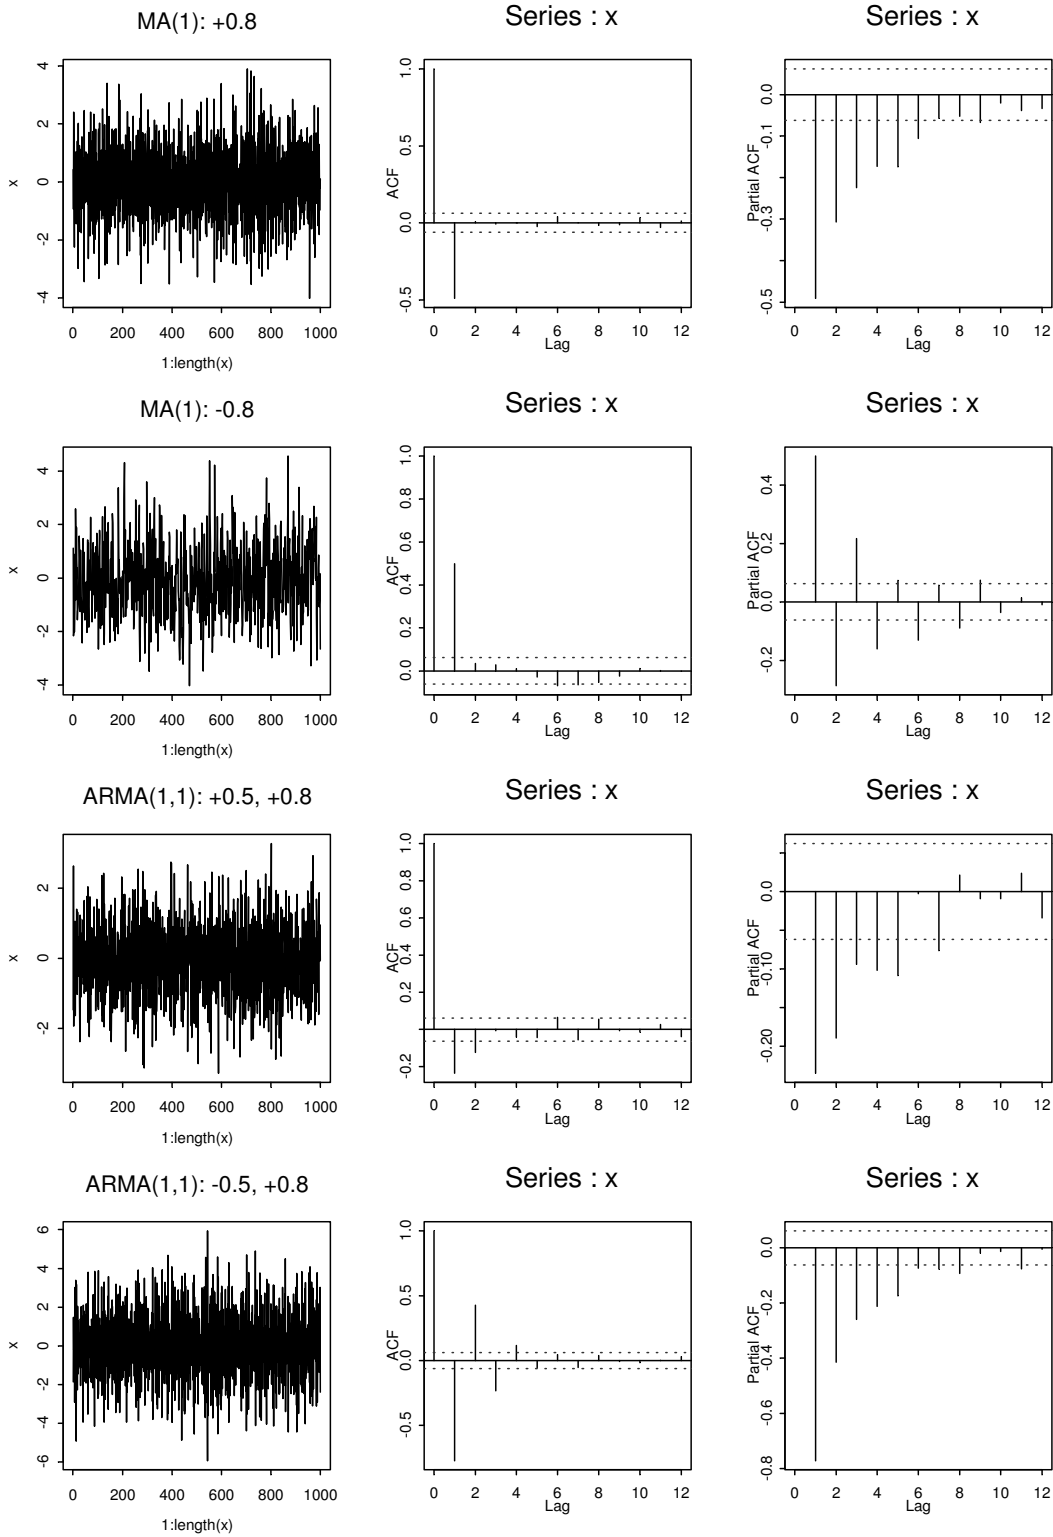 MA(1): +0.8
x
4
2
0
-2
-4
0 200 400 600 800 1000
1:length(x)
Series : x
ACF
1.0
0.5
0.0
-0.5
0 2 4 6 8 10 12
Lag
Series : x
Partial ACF
0.0
-0.1
-0.3
-0.5
0 2 4 6 8 10 12
Lag
MA(1): -0.8
x
4
2
0
-2
-4
0 200 400 600 800 1000
1:length(x)
Series : x
ACF
1.0
0.8
0.6
0.4
0.2
0.0
0 2 4 6 8 10 12
Lag
Series : x
Partial ACF
0.4
0.2
0.0
-0.2
0 2 4 6 8 10 12
Lag
ARMA(1,1): +0.5, +0.8
x
2
0
-2
0 200 400 600 800 1000
1:length(x)
Series : x
ACF
1.0
0.8
0.6
0.4
0.2
-0.2
0 2 4 6 8 10 12
Lag
Series : x
Partial ACF
0.0
-0.10
-0.20
0 2 4 6 8 10 12
Lag
ARMA(1,1): -0.5, +0.8
x
6
4
2
0
-2
-4
-6
0 200 400 600 800 1000
1:length(x)
Series : x
ACF
1.0
0.5
0.0
-0.5
0 2 4 6 8 10 12
Lag
Series : x
Partial ACF
0.0
-0.2
-0.4
-0.6
-0.8
0 2 4 6 8 10 12
Lag